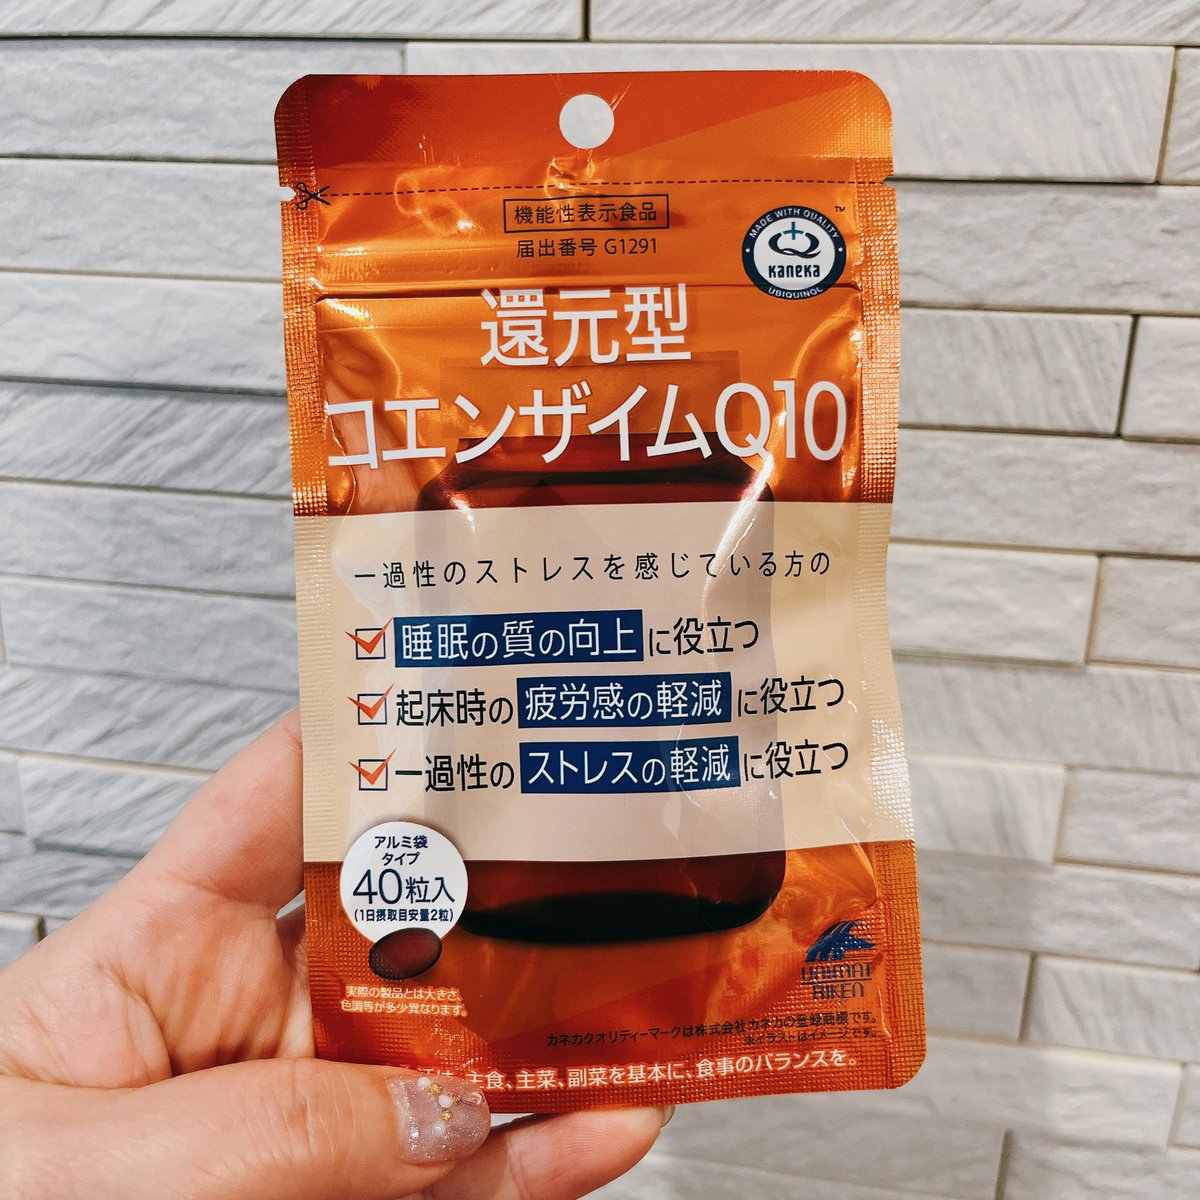 機能性表示食品
届出番号 G1291
MADE WITH QUALITY
Kaneka
UBIQUINOL
TM
還元型
コエンザイムQ10
一過性のストレスを感じている方の
睡眠の質の向上に役立つ
起床時の疲労感の軽減に役立つ
一過性のストレスの軽減に役立つ
アルミ袋
タイプ
40粒入
(1日摂取目安量2粒)
実際の製品とは大きさ、
色調等が多少異なります。
UNIMAT
RIKEN
カネカクオリティーマークは株式会社カネカの登録商標です。
※イラストはイメージです。
主食、主菜、副菜を基本に、食事のバランスを。